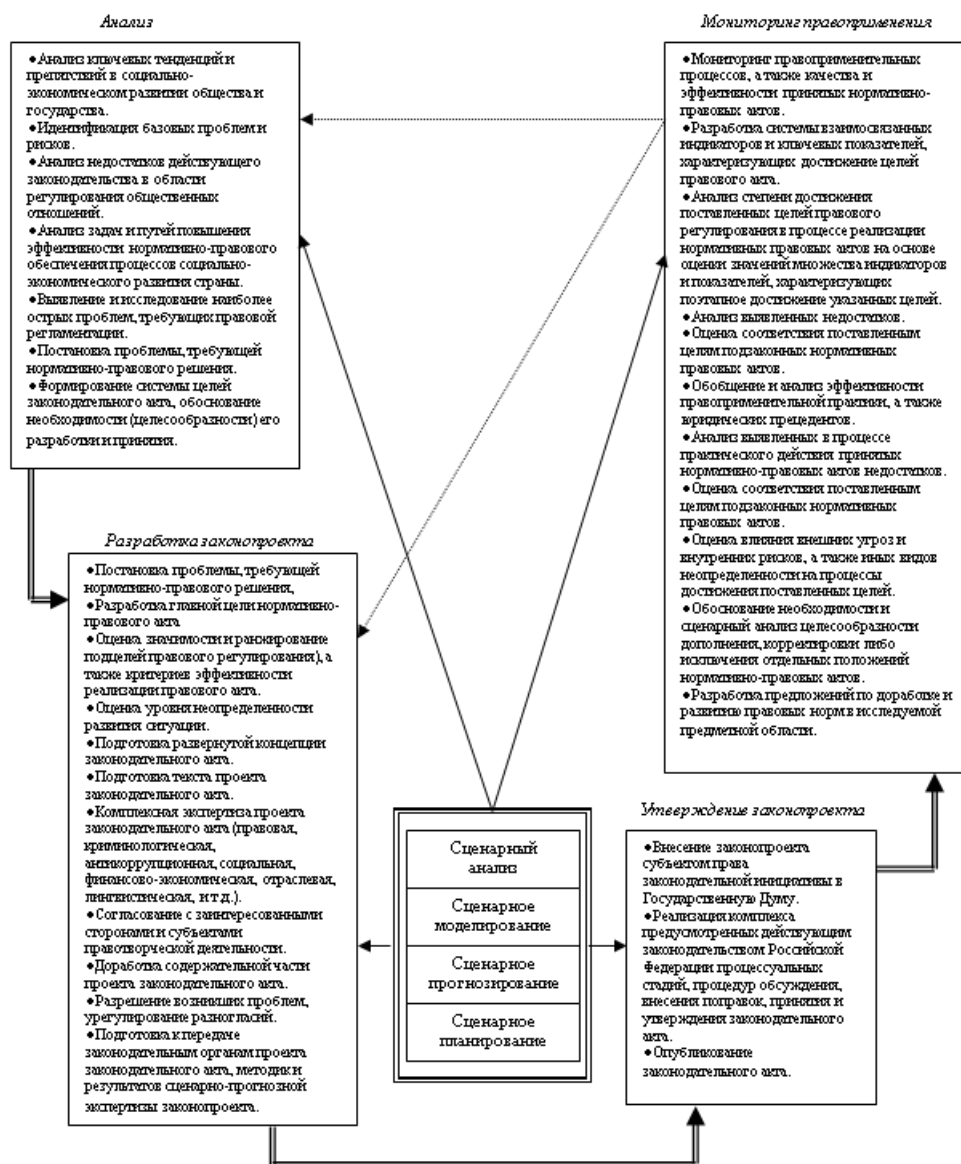 Анализ
●Анализ ключевых тенденций и
препятствий в социально-
экономическом развитии общества и
государства.
●Идентификация базовых проблем и
рисков.
●Анализ недостатков действующего
законодательства в области
регулирования общественных
отношений.
●Анализ задач и путей повышения
эффективности нормативно-правового
обеспечения процессов социально-
экономического развития страны.
●Выявление и исследование наиболее
острых проблем, требующих правовой
регламентации.
●Постановка проблемы, требующей
нормативно-правового решения.
●Формирование системы целей
законодательного акта, обоснование
необходимости (целесообразности) его
разработки и принятия.
Разработка законопроекта
●Постановка проблемы, требующей
нормативно-правового решения,
●Разработка главной цели нормативно-
правового акта
●Оценка значимости и ранжирование
подцелей правового регулирования), а
также критериев эффективности
реализации правового акта.
●Оценка уровня неопределенности
развития ситуации.
●Подготовка развернутой концепции
законодательного акта.
●Подготовка текста проекта
законодательного акта.
●Комплексная экспертиза проекта
законодательного акта (правовая,
криминологическая,
антикоррупционная, социальная,
финансово-экономическая, отраслевая,
лингвистическая, и т.д.).
●Согласование с заинтересованными
сторонами и субъектами
правотворческой деятельности.
●Доработка содержательной части
проекта законодательного акта.
●Разрешение возникших проблем,
урегулирование разногласий.
●Подготовка к передаче
законодательным органам проекта
законодательного акта, методик и
результатов сценарно-прогнозной
экспертизы законопроекта.
Сценарный
анализ
Сценарное
моделирование
Сценарное
прогнозирование
Сценарное
планирование
Мониторинг правоприменения
●Мониторинг правоприменительных
процессов, а также качества и
эффективности принятых нормативно-
правовых актов.
●Разработка системы взаимосвязанных
индикаторов и ключевых показателей,
характеризующих достижение целей
правового акта.
●Анализ степени достижения
поставленных целей правового
регулирования в процессе реализации
нормативных правовых актов на основе
оценки значений множества индикаторов
и показателей, характеризующих
поэтапное достижение указанных целей.
●Анализ выявленных недостатков.
●Оценка соответствия поставленным
целям подзаконных нормативных
правовых актов.
●Обобщение и анализ эффективности
правоприменительной практики, а также
юридических прецедентов.
●Анализ выявленных в процессе
практического действия принятых
нормативно-правовых актов недостатков.
●Оценка соответствия поставленным
целям подзаконных нормативных
правовых актов.
●Оценка влияния внешних угроз и
внутренних рисков, а также иных видов
неопределенности на процессы
достижения поставленных целей.
●Обоснование необходимости и
сценарный анализ целесообразности
дополнения, корректировки либо
исключения отдельных положений
нормативно-правовых актов.
●Разработка предложений по доработке и
развитию правовых норм в исследуемой
предметной области.
Утверждение законопроекта
●Внесение законопроекта
субъектом права
законодательной инициативы в
Государственную Думу.
●Реализация комплекса
предусмотренных действующим
законодательством Российской
Федерации процессуальных
стадий, процедур обсуждения,
внесения поправок, принятия и
утверждения законодательного
акта.
●Опубликование
законодательного акта.